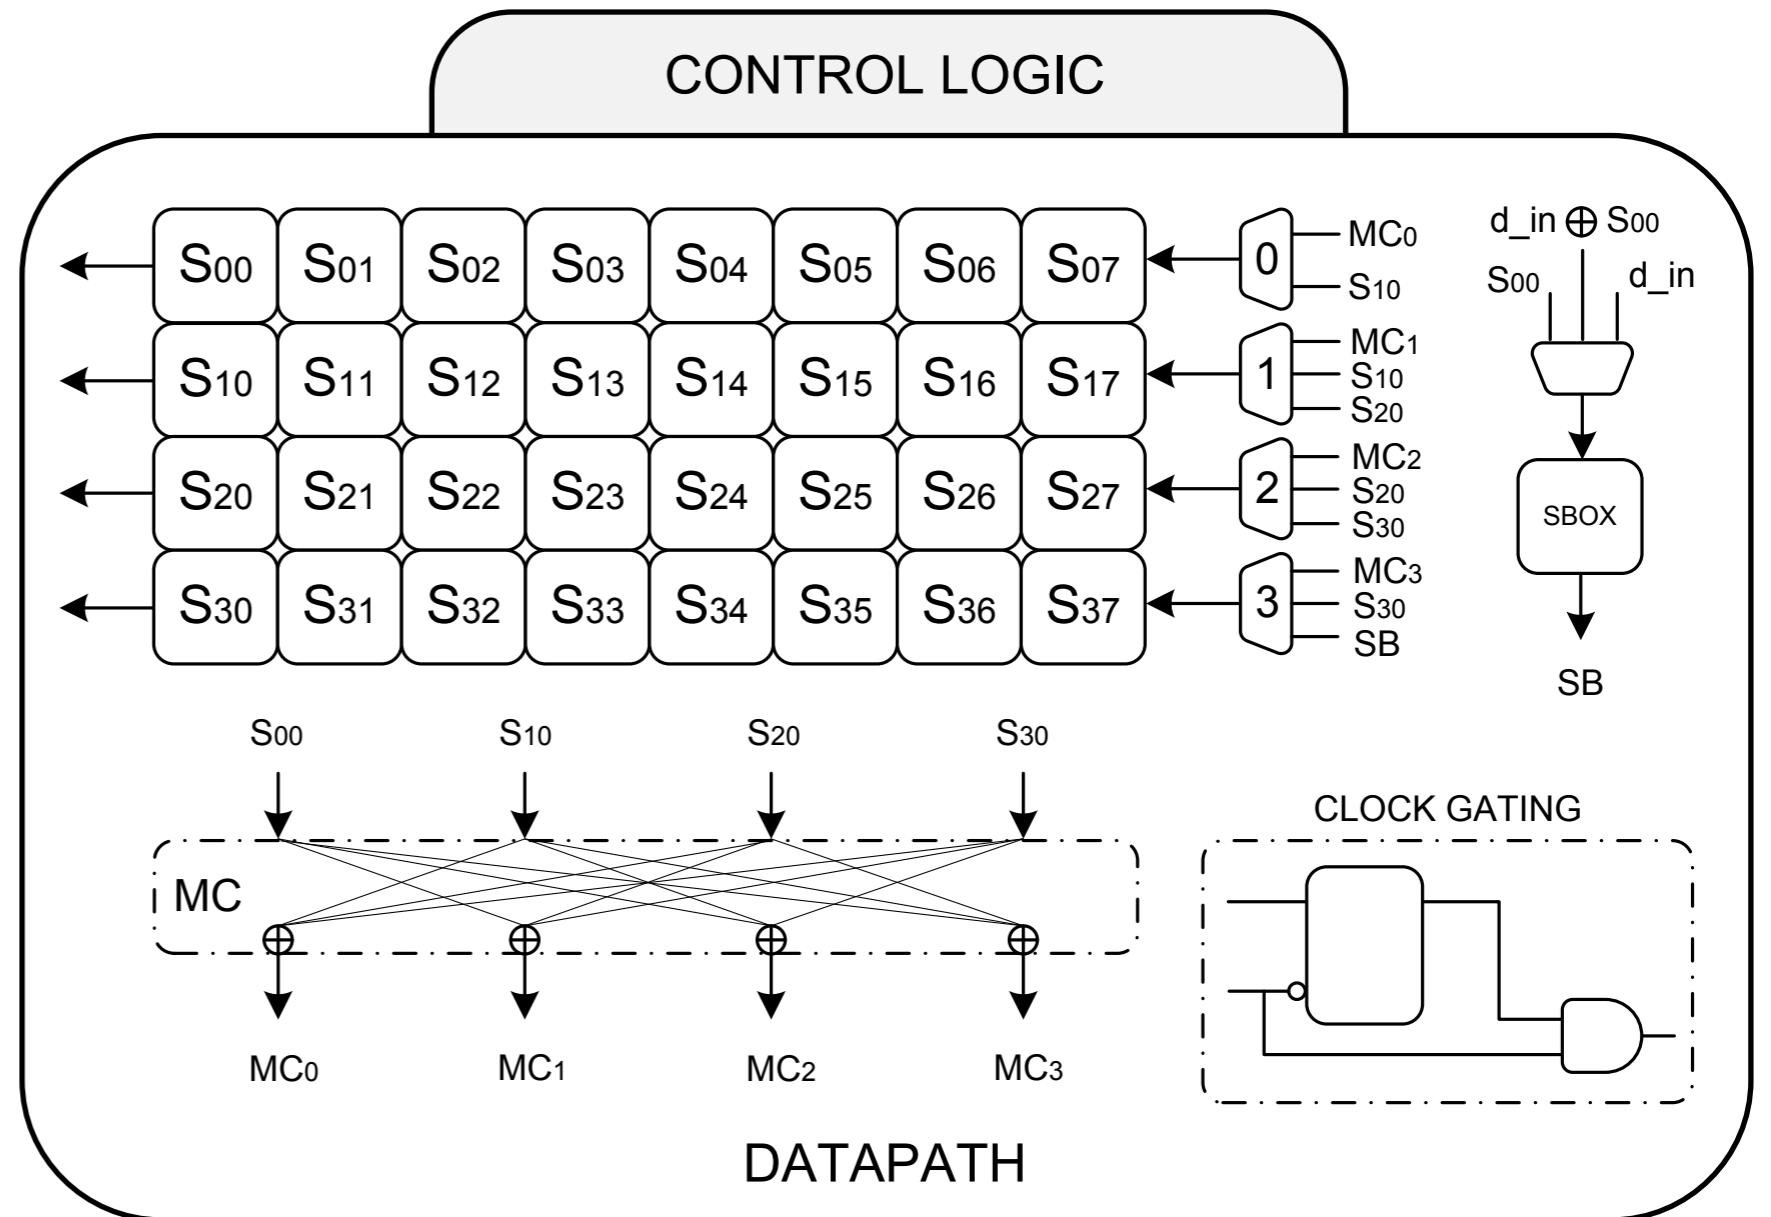 CONTROL LOGIC
S00 S01 S02 S03 S04 S05 S06 S07
S10 S11 S12 S13 S14 S15 S16 S17
S20 S21 S22 S23 S24 S25 S26 S27
S30 S31 S32 S33 S34 S35 S36 S37
0
MC0
S10
1
MC1
S10
S20
2
MC2
S20
S30
3
MC3
S30
SB
d_in ⊕ S00
S00
d_in
SBOX
SB
S00 S10 S20 S30
MC
MC0 MC1 MC2 MC3
CLOCK GATING
DATAPATH